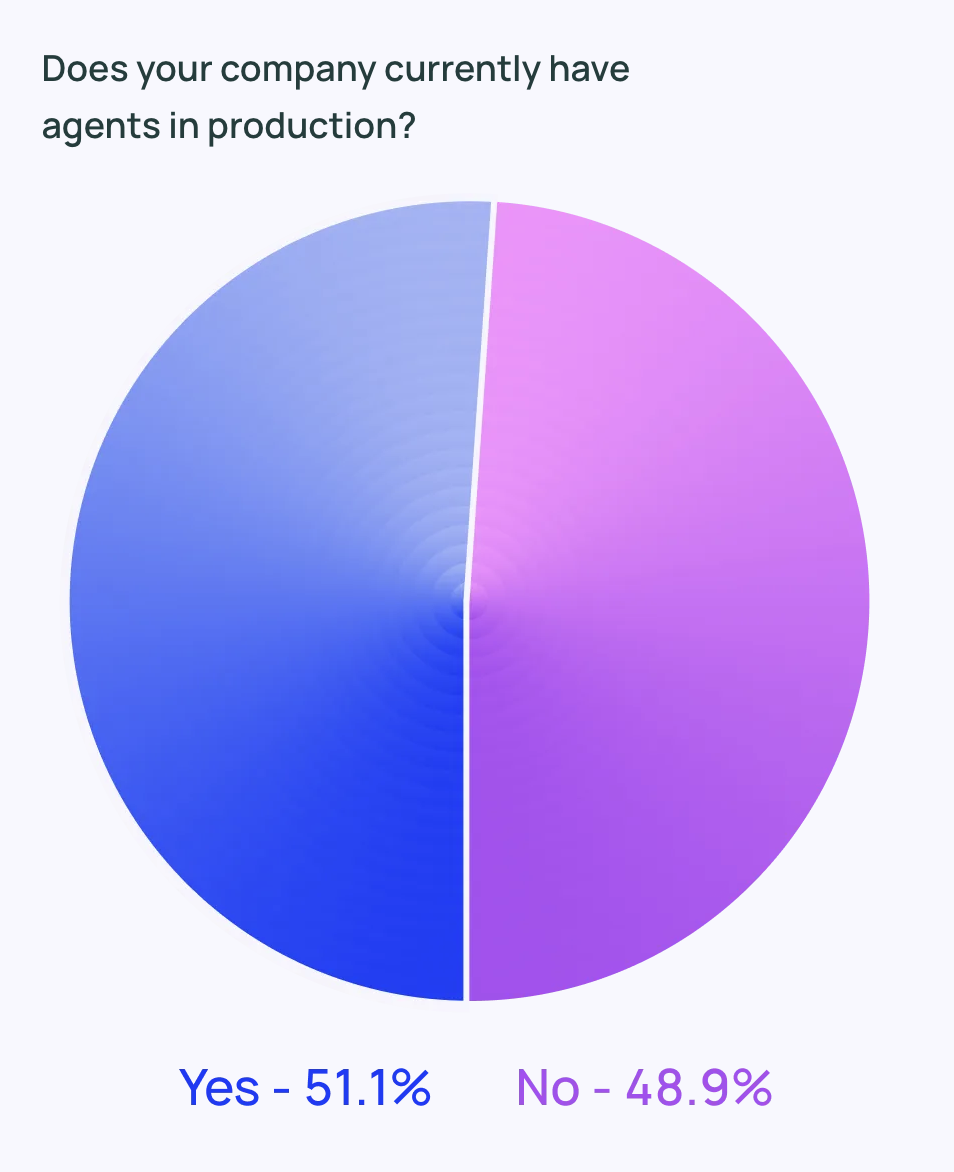 Does your company currently have
agents in production?
Yes - 51.1% No - 48.9%